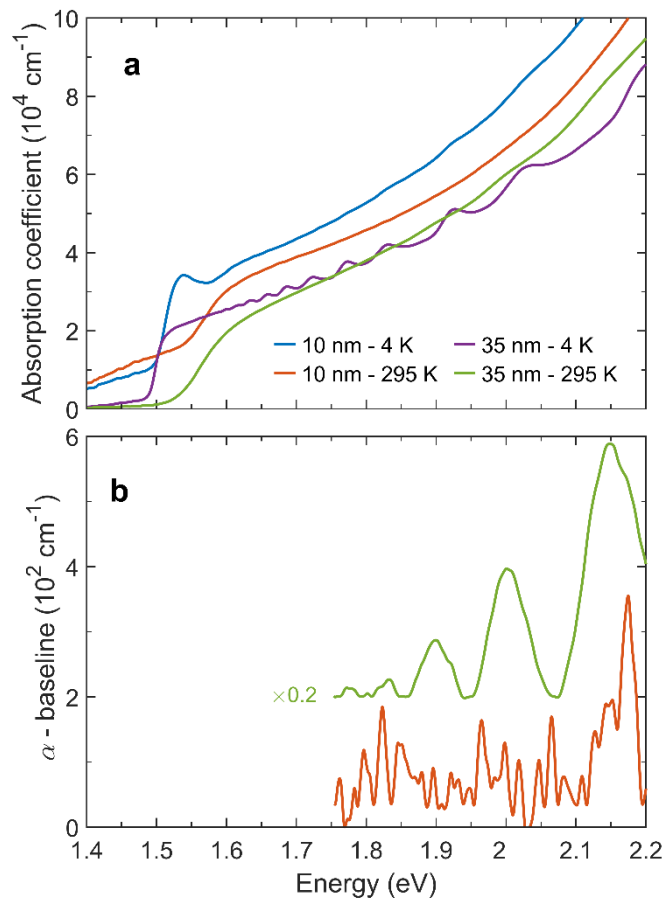 a
Absorption coefficient (10⁴ cm⁻¹)
10
8
6
4
2
0
10 nm - 4 K
35 nm - 4 K
10 nm - 295 K
35 nm - 295 K
b
α - baseline (10² cm⁻¹)
6
4
2
0
×0.2
1.4 1.5 1.6 1.7 1.8 1.9 2 2.1 2.2
Energy (eV)